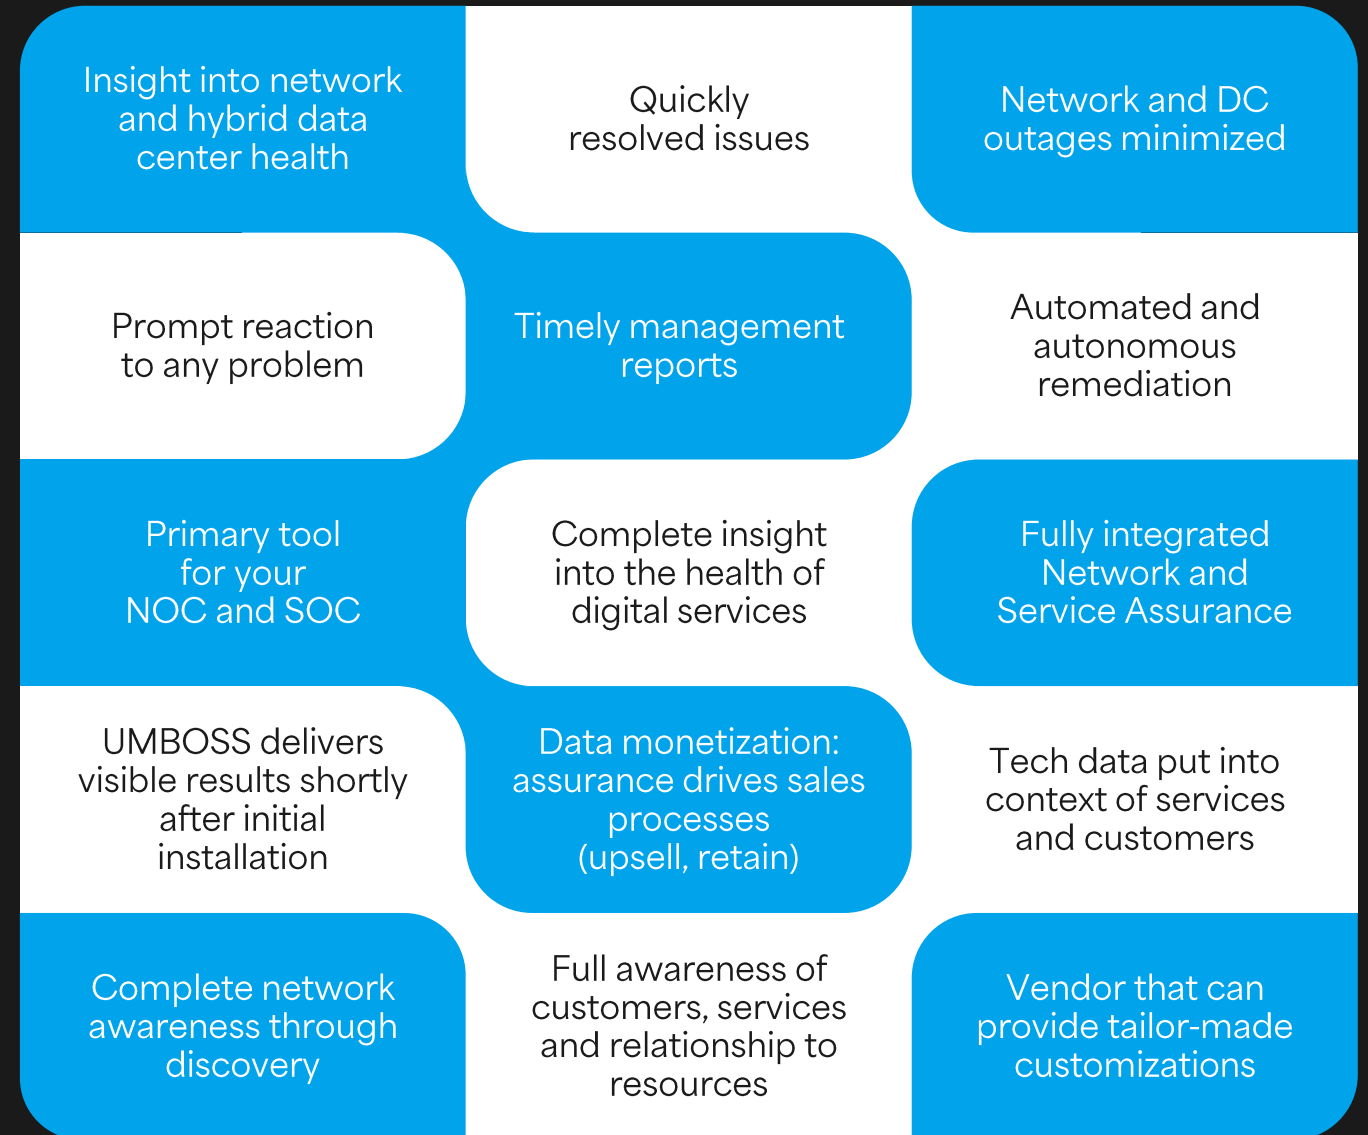 Insight into network
and hybrid data
center health
Quickly
resolved issues
Network and DC
outages minimized
Prompt reaction
to any problem
Timely management
reports
Automated and
autonomous
remediation
Primary tool
for your
NOC and SOC
Complete insight
into the health of
digital services
Fully integrated
Network and
Service Assurance
UMBOSS delivers
visible results shortly
after initial
installation
Data monetization:
assurance drives sales
processes
(upsell, retain)
Tech data put into
context of services
and customers
Complete network
awareness through
discovery
Full awareness of
customers, services
and relationship to
resources
Vendor that can
provide tailor-made
customizations